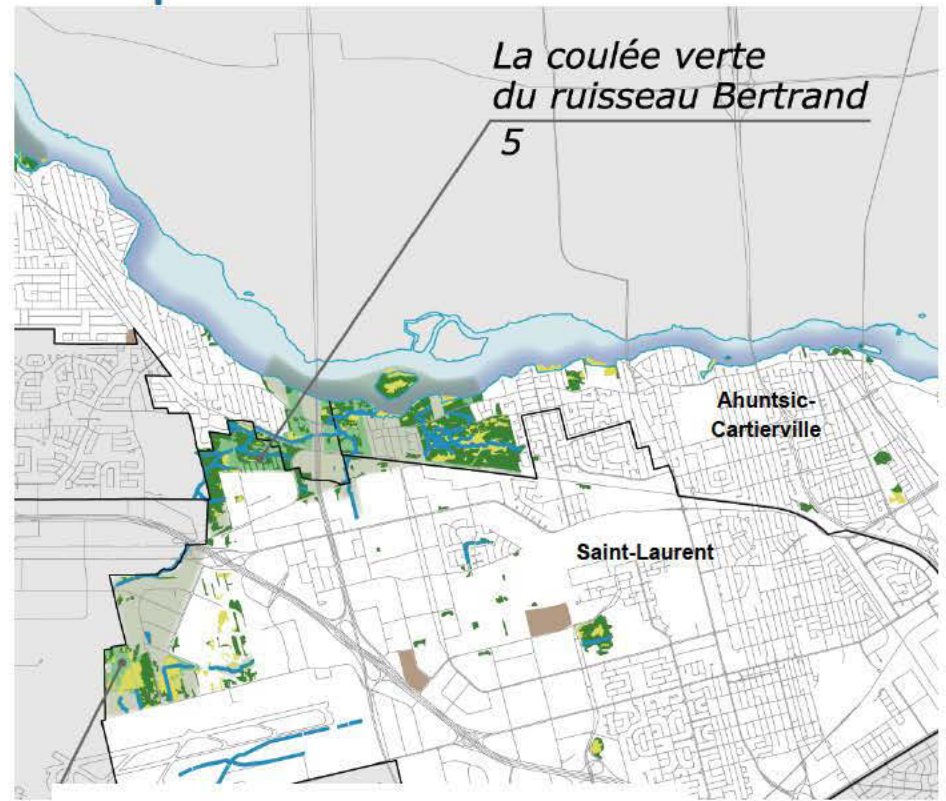 La coulée verte
du ruisseau Bertrand
5
Ahuntsic-
Cartierville
Saint-Laurent